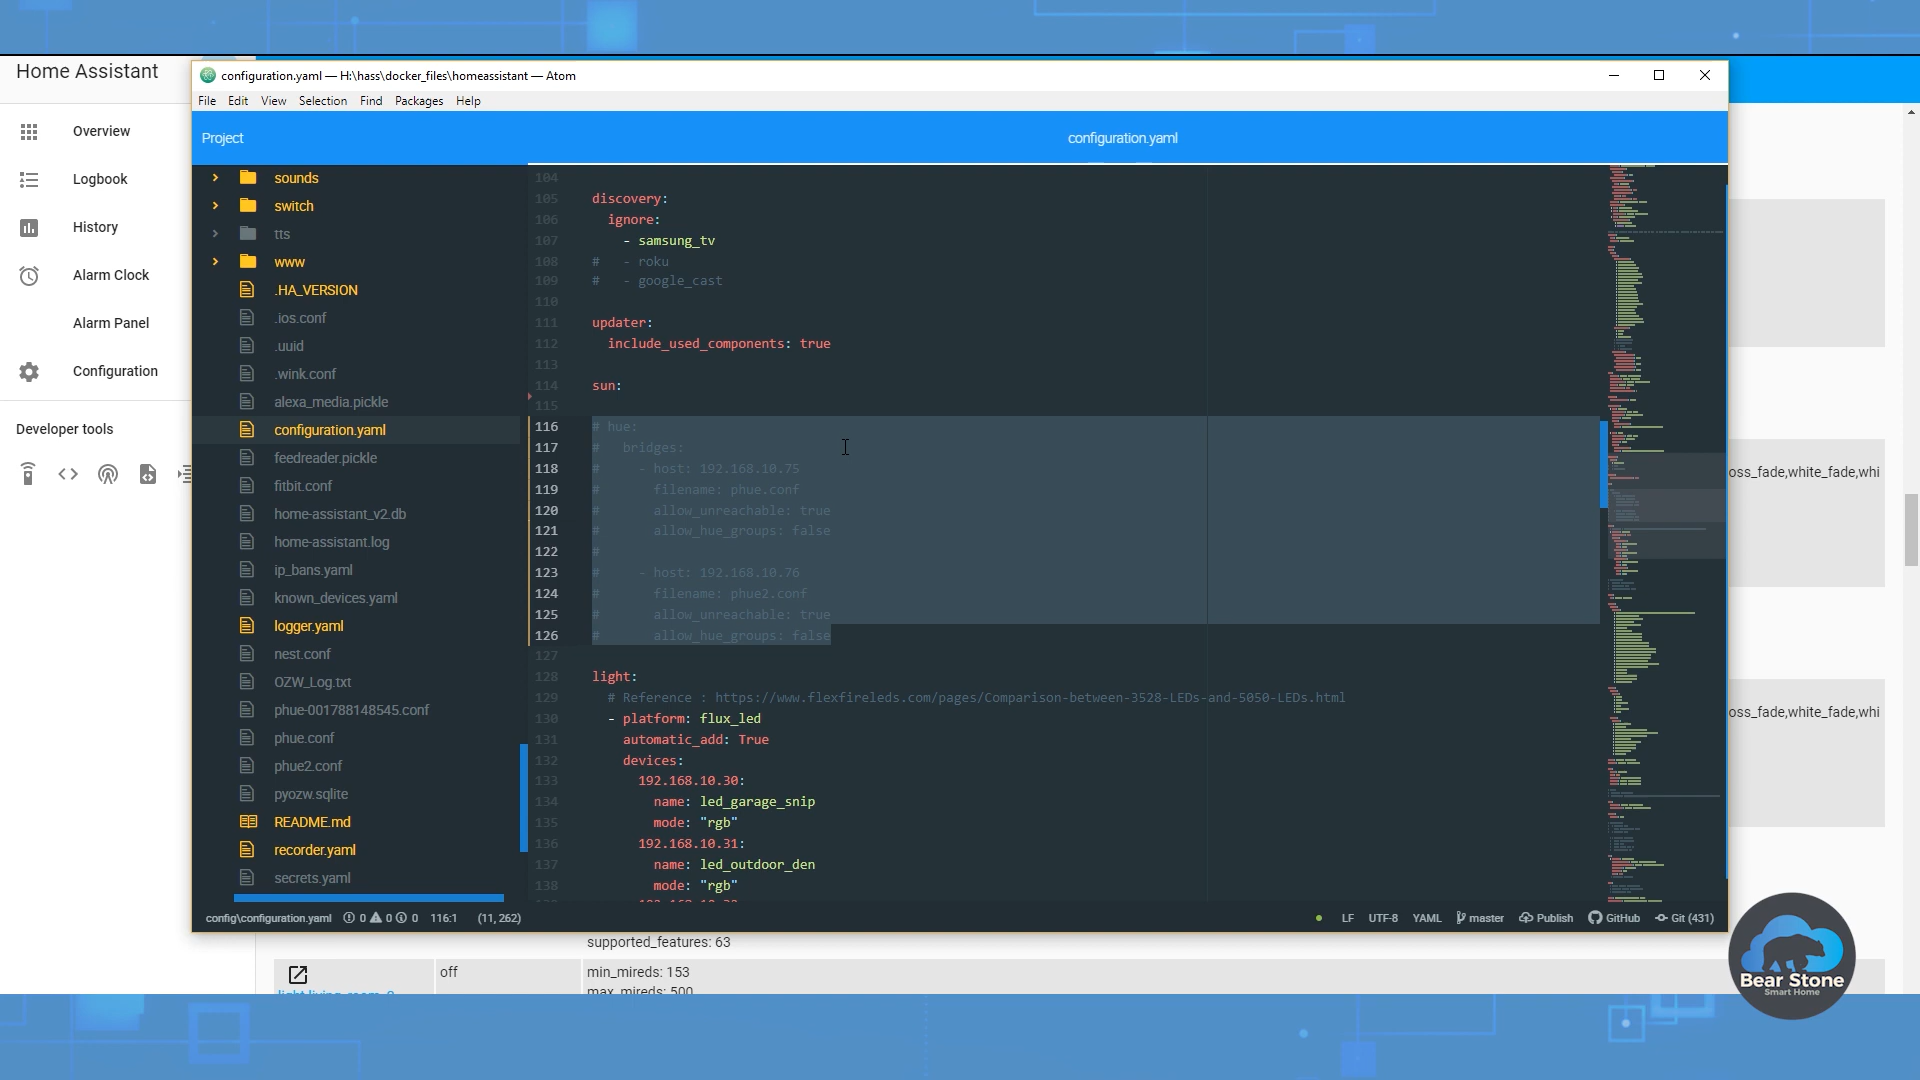 Home Assistant
Overview
Logbook
History
Alarm Clock
Alarm Panel
Configuration
Developer tools
configuration.yaml — H:\hass\docker_files\homeassistant — Atom
File Edit View Selection Find Packages Help
Project
configuration.yaml
sounds
switch
tts
www
.HA_VERSION
.ios.conf
.uuid
.wink.conf
alexa_media.pickle
configuration.yaml
feedreader.pickle
fitbit.conf
home-assistant_v2.db
home-assistant.log
ip_bans.yaml
known_devices.yaml
logger.yaml
nest.conf
OZW_Log.txt
phue-001788148545.conf
phue.conf
phue2.conf
pyozw.sqlite
README.md
recorder.yaml
secrets.yaml
104
105 discovery:
106 ignore:
107 - samsung_tv
108 # - roku
109 # - google_cast
110
111 updater:
112 include_used_components: true
113
114 sun:
115
116 # hue:
117 # bridges:
118 # - host: 192.168.10.75
119 # filename: phue.conf
120 # allow_unreachable: true
121 # allow_hue_groups: false
122 #
123 # - host: 192.168.10.76
124 # filename: phue2.conf
125 # allow_unreachable: true
126 # allow_hue_groups: false
127
128 light:
129 # Reference : https://www.flexfireleds.com/pages/Comparison-between-3528-LEDs-and-5050-LEDs.html
130 - platform: flux_led
131 automatic_add: True
132 devices:
133 192.168.10.30:
134 name: led_garage_snip
135 mode: "rgb"
136 192.168.10.31:
137 name: led_outdoor_den
138 mode: "rgb"
config\configuration.yaml 0 0 0 116:1 (11, 262)
LF UTF-8 YAML master Publish GitHub Git (431)
oss_fade,white_fade,whi
oss_fade,white_fade,whi
supported_features: 63
off
min_mireds: 153
max_mireds: 500
Bear Stone
Smart Home